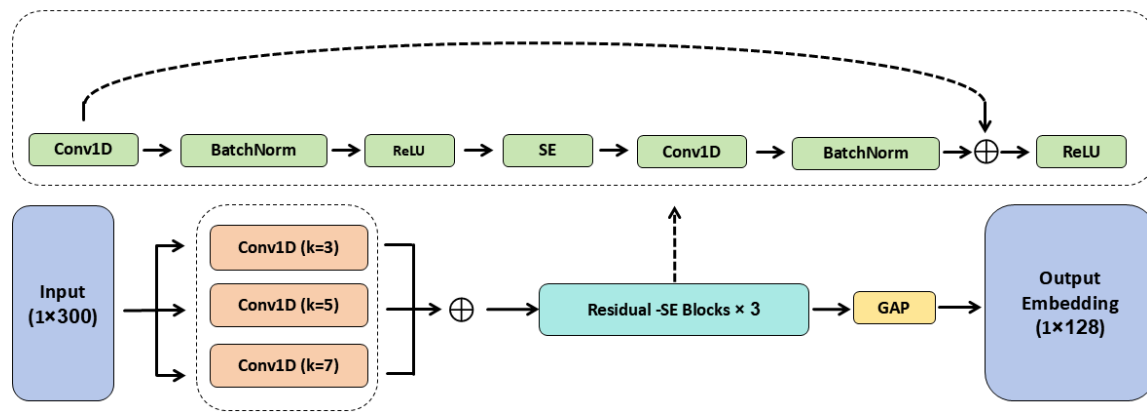 Conv1D
BatchNorm
ReLU
SE
Conv1D
BatchNorm
ReLU
Input
(1×300)
Conv1D (k=3)
Conv1D (k=5)
Conv1D (k=7)
Residual -SE Blocks × 3
GAP
Output
Embedding
(1×128)